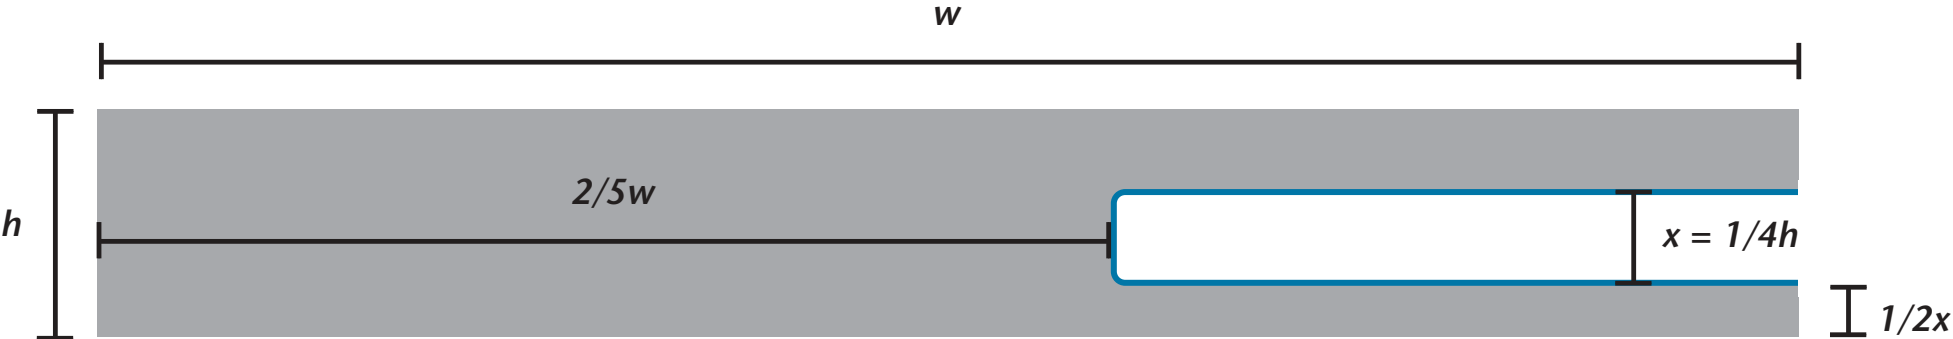 w
2/5w
h
x = 1/4h
1/2x